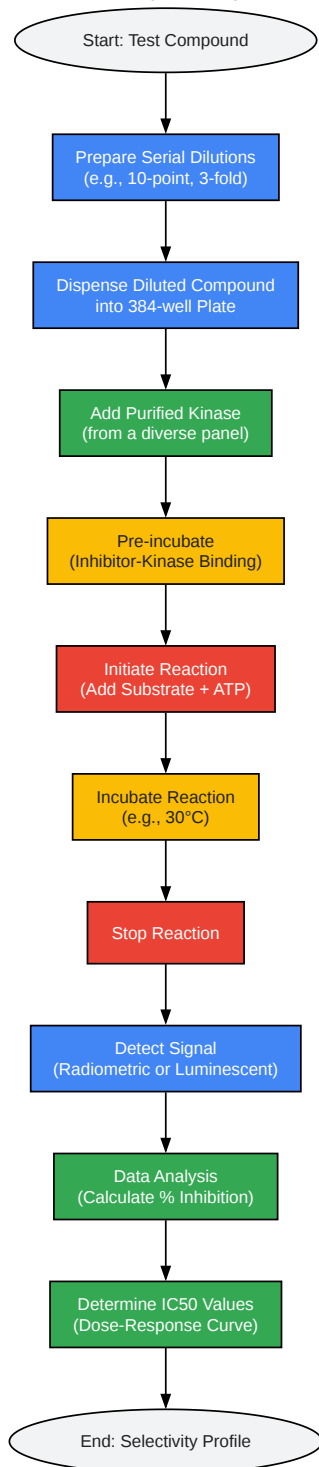 Start: Test Compound
Prepare Serial Dilutions
(e.g., 10-point, 3-fold)
Dispense Diluted Compound
into 384-well Plate
Add Purified Kinase
(from a diverse panel)
Pre-incubate
(Inhibitor-Kinase Binding)
Initiate Reaction
(Add Substrate + ATP)
Incubate Reaction
(e.g., 30°C)
Stop Reaction
Detect Signal
(Radiometric or Luminescent)
Data Analysis
(Calculate % Inhibition)
Determine IC50 Values
(Dose-Response Curve)
End: Selectivity Profile